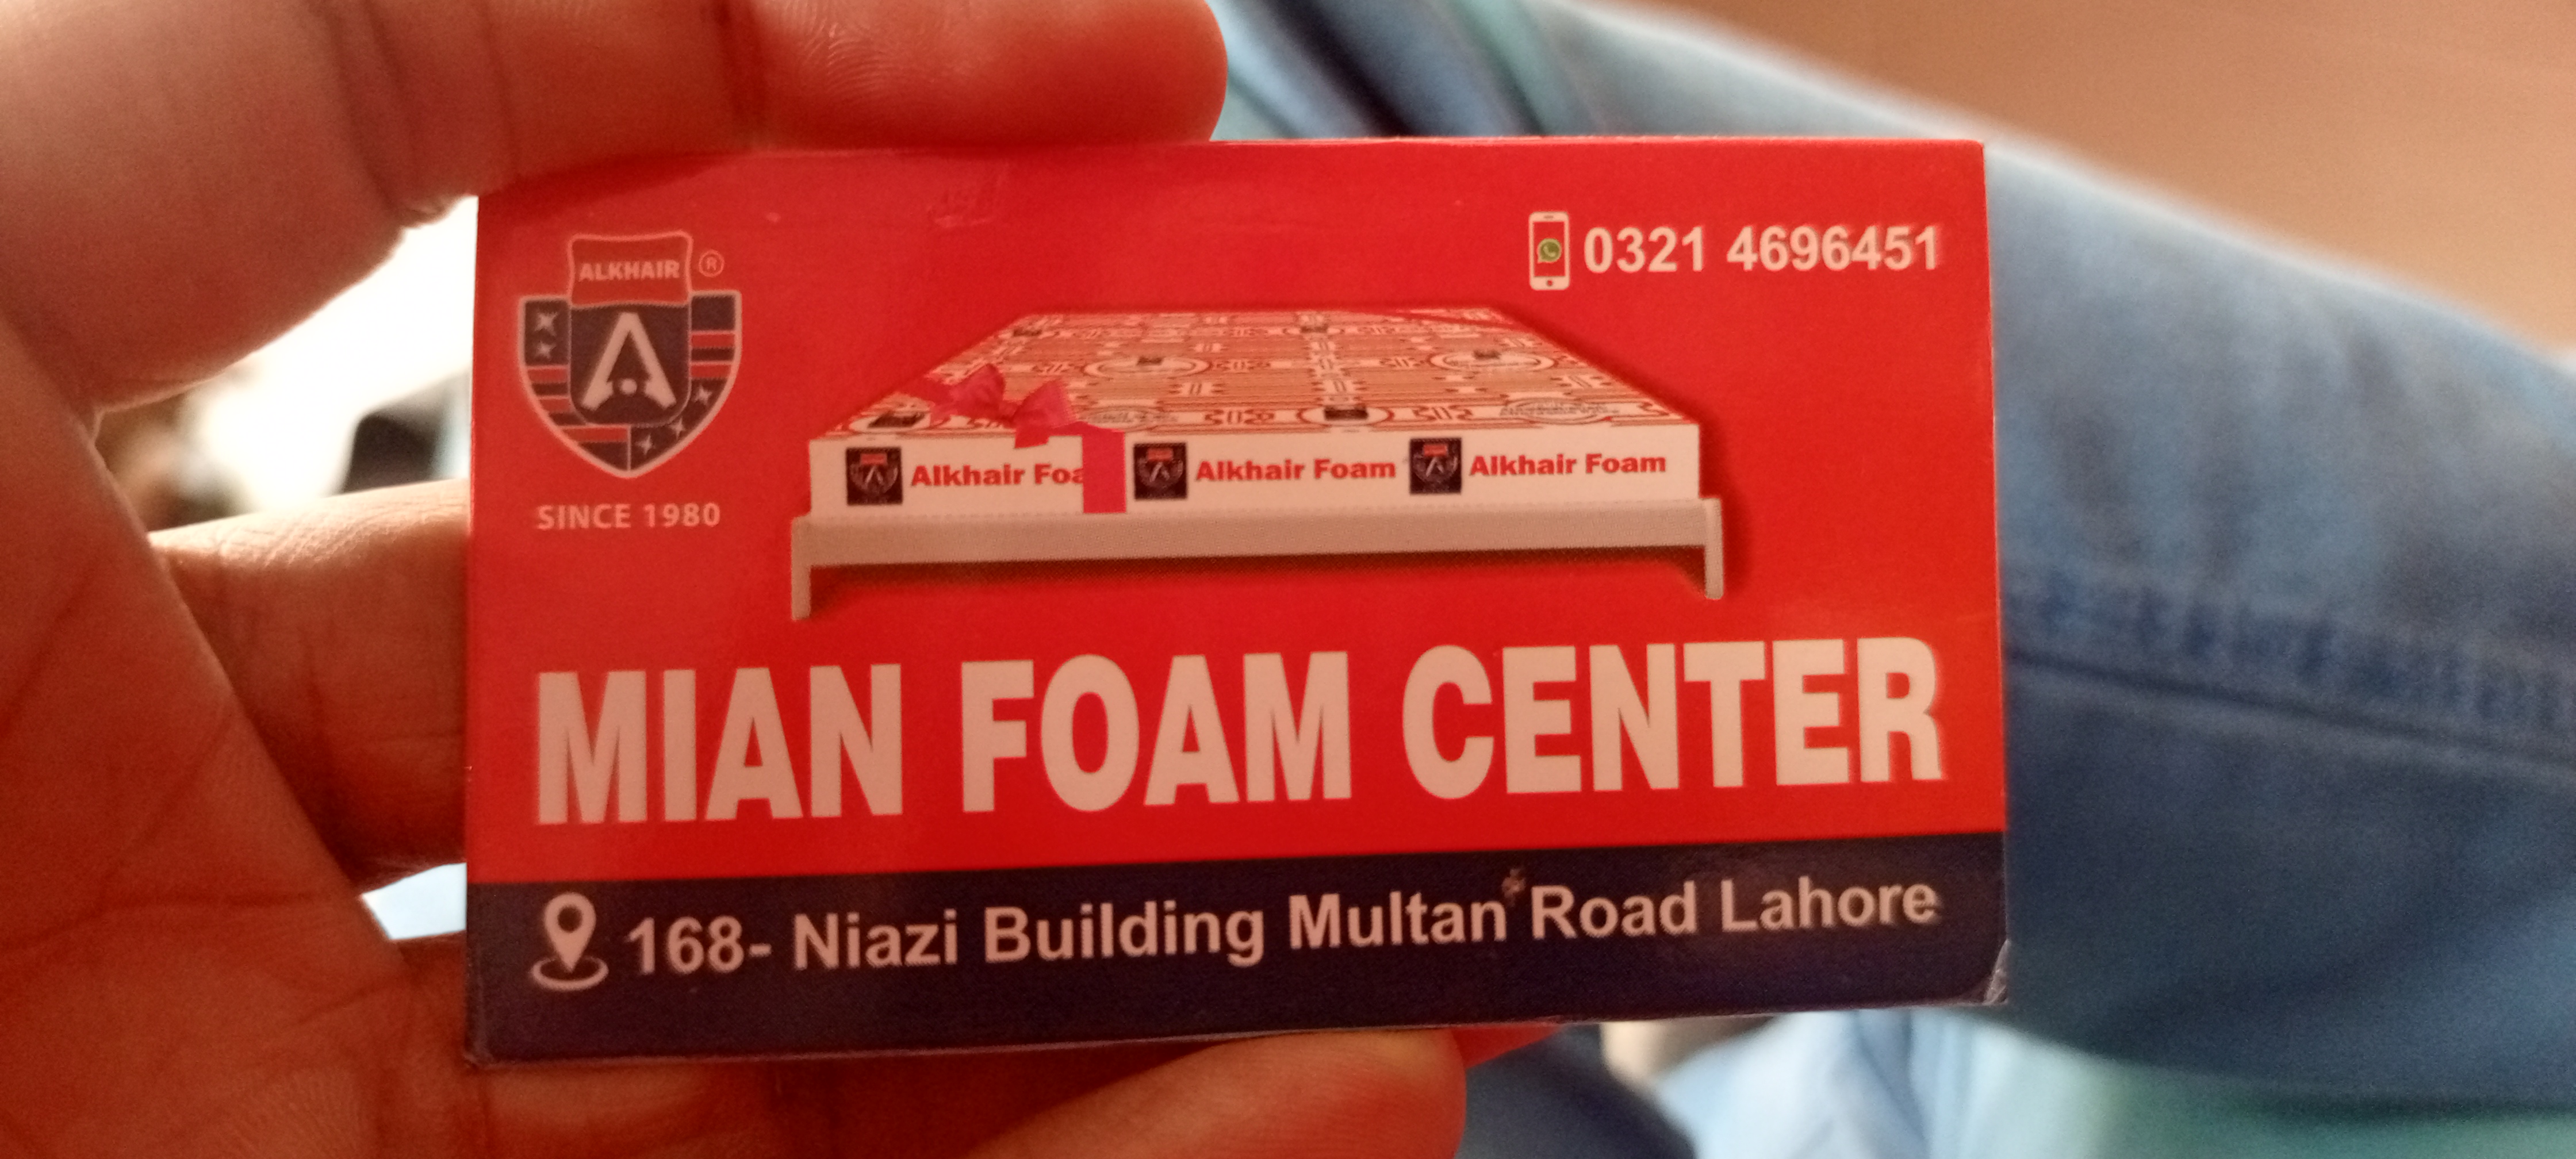 ALKHAIR ®
SINCE 1980
0321 4696451
Alkhair Foa
Alkhair Foam
Alkhair Foam
MIAN FOAM CENTER
168- Niazi Building Multan Road Lahore